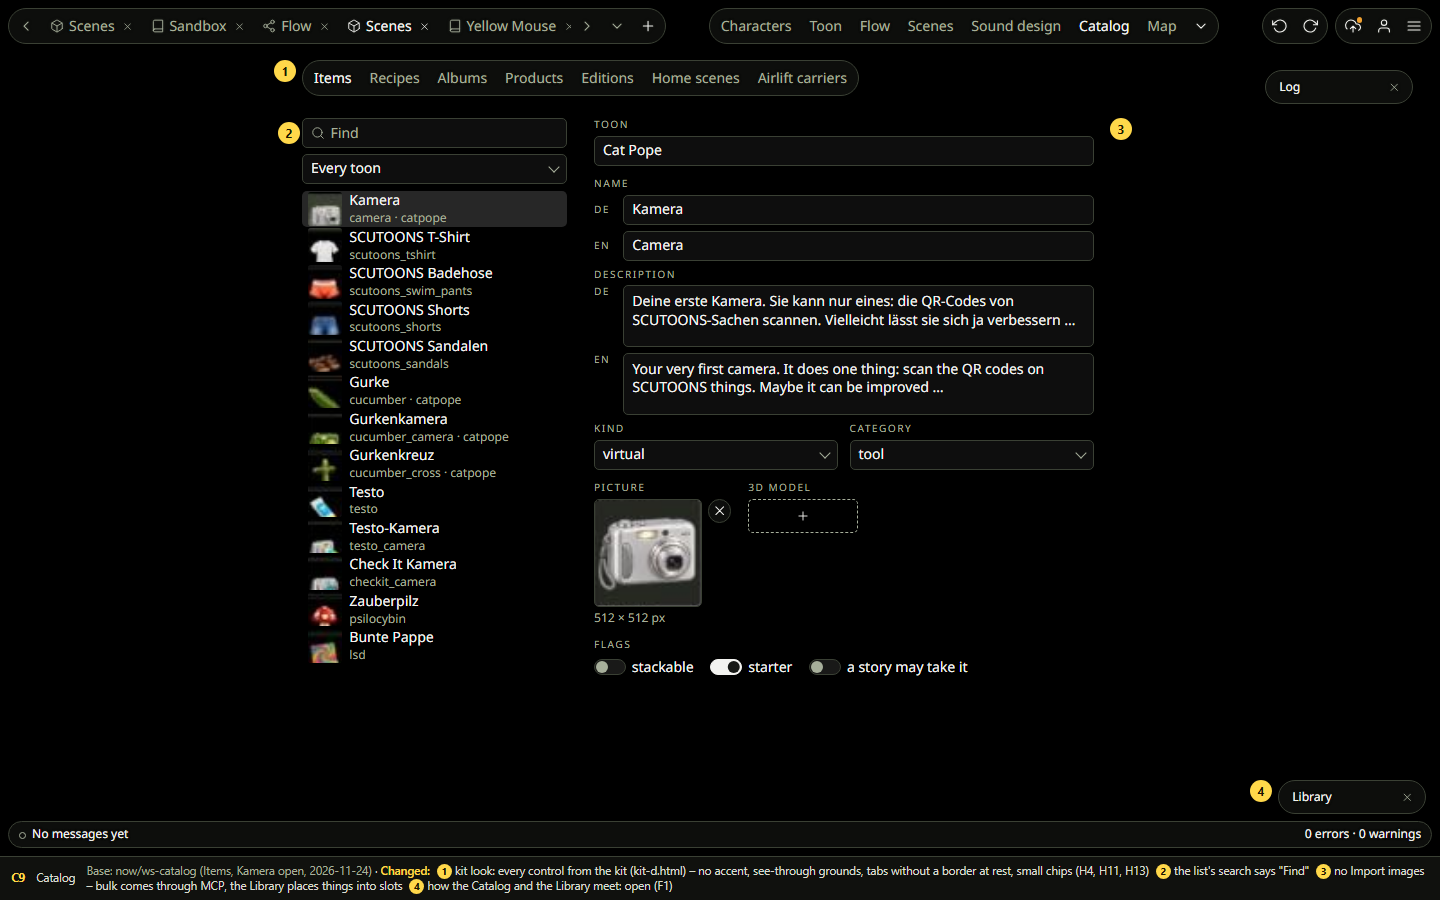 Scenes × Sandbox × Flow × Scenes × Yellow Mouse × +
Characters Toon Flow Scenes Sound design Catalog Map
1 Items Recipes Albums Products Editions Home scenes Airlift carriers
Log ×
2 Find
Every toon
Kamera
camera · catpope
SCUTOONS T-Shirt
scutoons_tshirt
SCUTOONS Badehose
scutoons_swim_pants
SCUTOONS Shorts
scutoons_shorts
SCUTOONS Sandalen
scutoons_sandals
Gurke
cucumber · catpope
Gurkenkamera
cucumber_camera · catpope
Gurkenkreuz
cucumber_cross · catpope
Testo
testo
Testo-Kamera
testo_camera
Check It Kamera
checkit_camera
Zauberpilz
psilocybin
Bunte Pappe
lsd
TOON
3
Cat Pope
NAME
DE Kamera
EN Camera
DESCRIPTION
DE Deine erste Kamera. Sie kann nur eines: die QR-Codes von
SCUTOONS-Sachen scannen. Vielleicht lässt sie sich ja verbessern ...
EN Your very first camera. It does one thing: scan the QR codes on
SCUTOONS things. Maybe it can be improved ...
KIND CATEGORY
virtual tool
PICTURE 3D MODEL
× +
512 × 512 px
FLAGS
stackable starter a story may take it
4 Library ×
No messages yet 0 errors · 0 warnings
C9 Catalog
Base: now/ws-catalog (Items, Kamera open, 2026-11-24) · Changed: 1 kit look: every control from the kit (kit-d.html) – no accent, see-through grounds, tabs without a border at rest, small chips (H4, H11, H13) 2 the list's search says "Find" 3 no Import images
– bulk comes through MCP, the Library places things into slots 4 how the Catalog and the Library meet: open (F1)